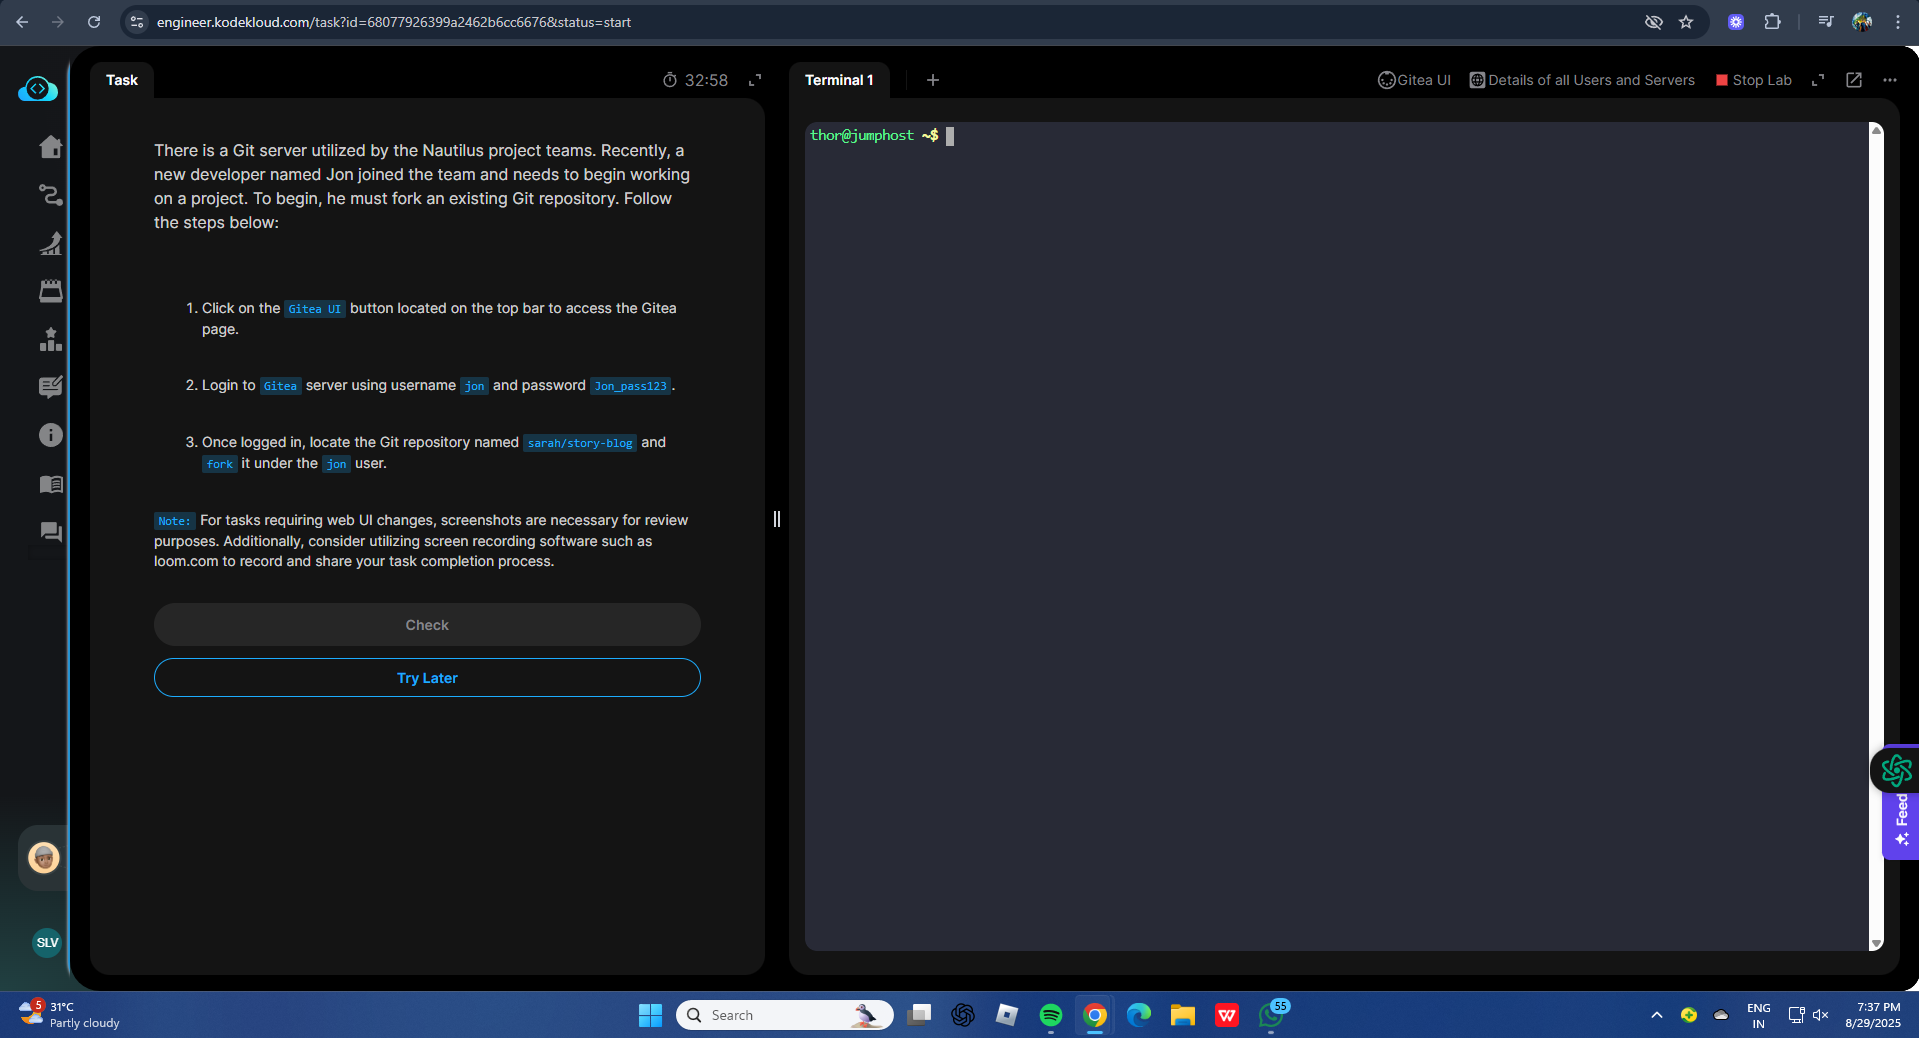 engineer.kodekloud.com/task?id=68077926399a2462b6cc6676&status=start
Task
32:58
Terminal 1
Gitea UI
Details of all Users and Servers
Stop Lab
There is a Git server utilized by the Nautilus project teams. Recently, a
new developer named Jon joined the team and needs to begin working
on a project. To begin, he must fork an existing Git repository. Follow
the steps below:
1. Click on the Gitea UI button located on the top bar to access the Gitea
page.
2. Login to Gitea server using username jon and password Jon_pass123.
3. Once logged in, locate the Git repository named sarah/story-blog and
fork it under the jon user.
Note: For tasks requiring web UI changes, screenshots are necessary for review
purposes. Additionally, consider utilizing screen recording software such as
loom.com to record and share your task completion process.
Check
Try Later
thor@jumphost ~$
Feed
SLV
5
31°C
Partly cloudy
Search
55
ENG
IN
7:37 PM
8/29/2025